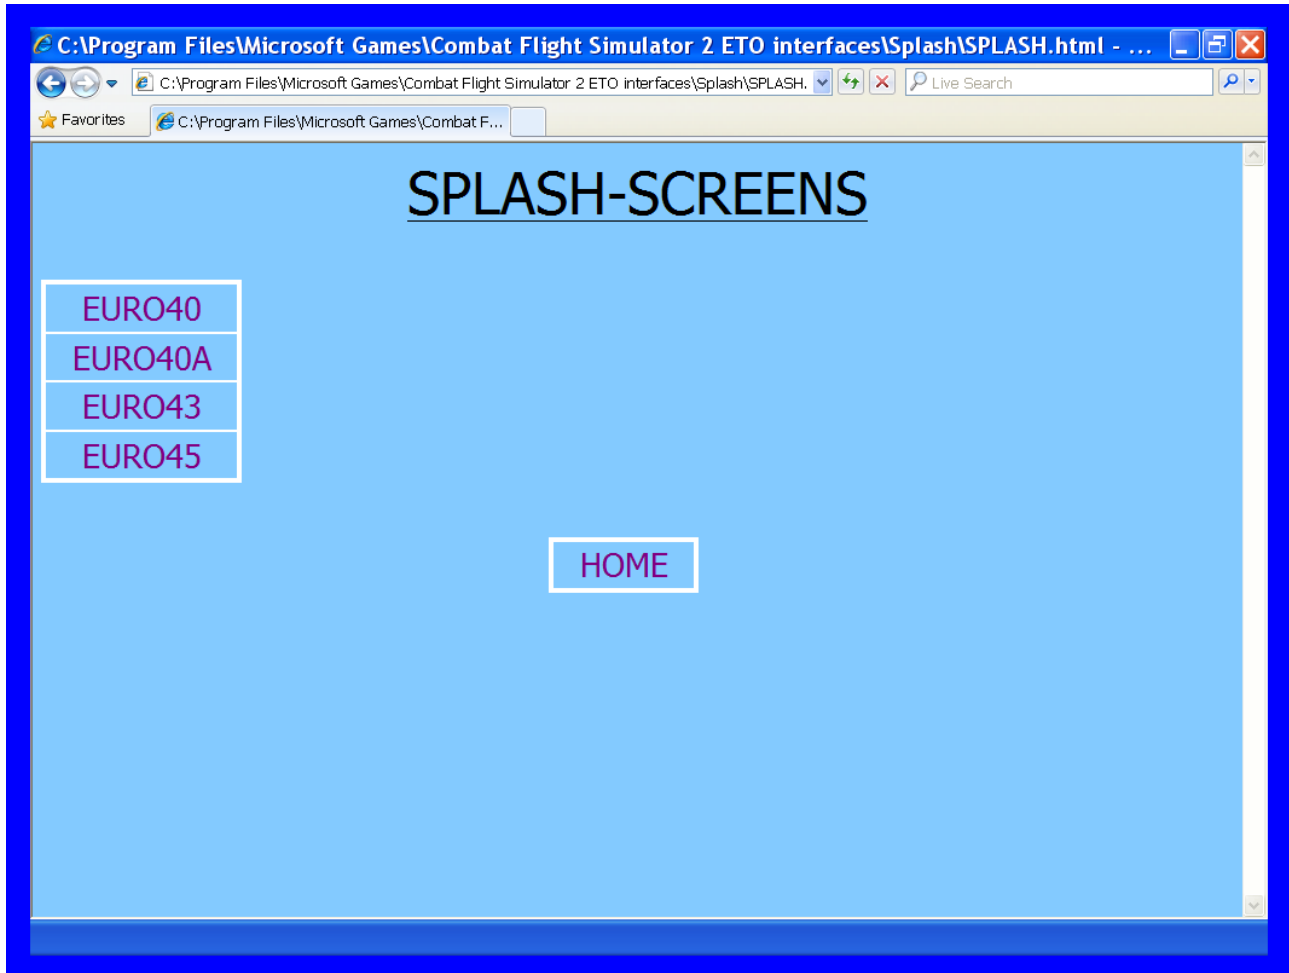 C:\Program Files\Microsoft Games\Combat Flight Simulator 2 ETO interfaces\Splash\SPLASH.html - ...
C:\Program Files\Microsoft Games\Combat Flight Simulator 2 ETO interfaces\Splash\SPLASH. Live Search
Favorites C:\Program Files\Microsoft Games\Combat F...
SPLASH-SCREENS
EURO40
EURO40A
EURO43
EURO45
HOME